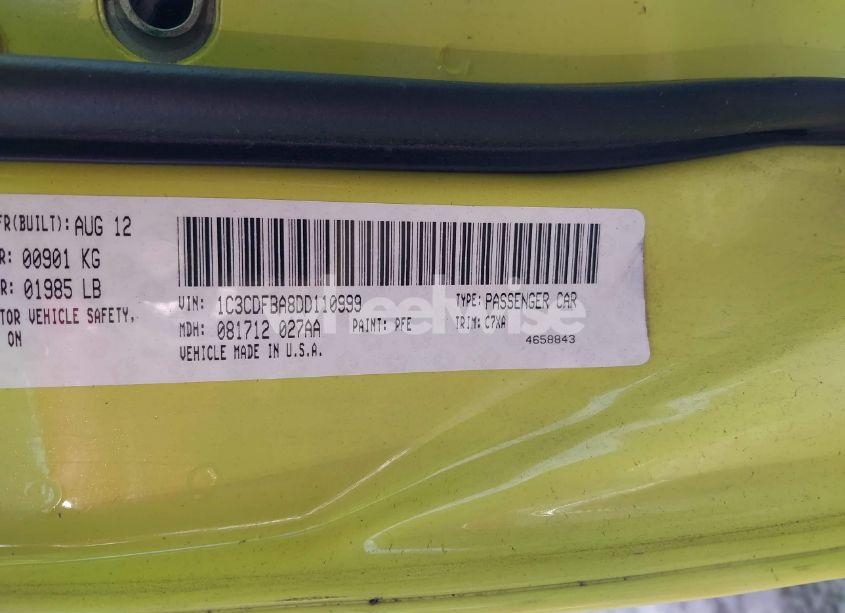 FR(BUILT): AUG 12
R: 00901 KG
R: 01985 LB
TOR VEHICLE SAFETY,
ON
VIN: 1C3CDFBA8DD110999
TYPE: PASSENGER CAR
MDH: 081712 027AA PAINT: PFE TRIM: C7XA
VEHICLE MADE IN U.S.A.
4658843